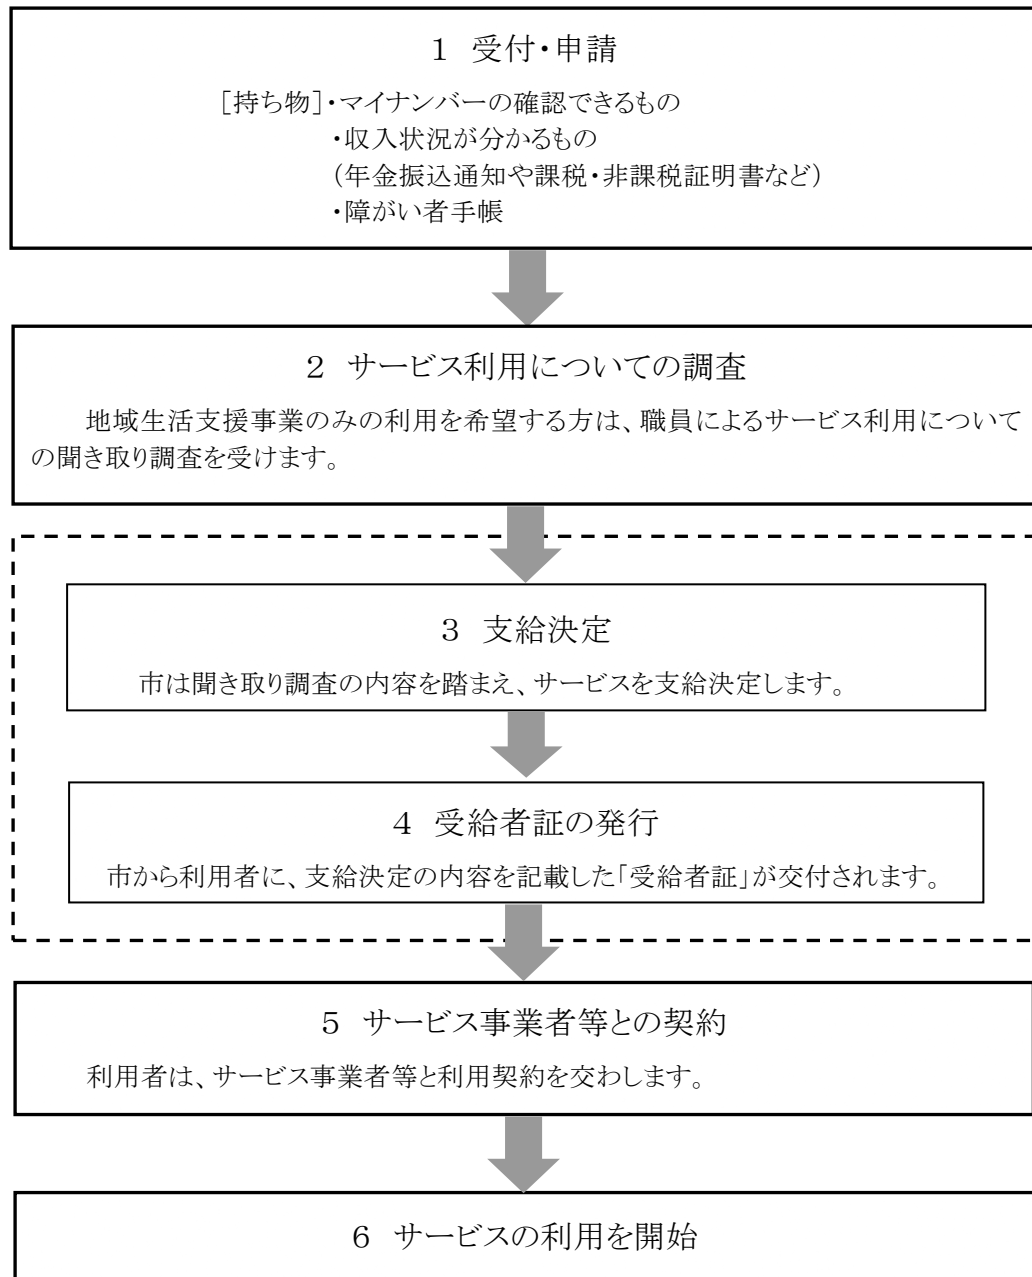 １　受付・申請
［持ち物］・マイナンバーの確認できるもの
・収入状況が分かるもの
（年金振込通知や課税・非課税証明書など）
・障がい者手帳
２　サービス利用についての調査
地域生活支援事業のみの利用を希望する方は、職員によるサービス利用について
の聞き取り調査を受けます。
３　支給決定
市は聞き取り調査の内容を踏まえ、サービスを支給決定します。
４　受給者証の発行
市から利用者に、支給決定の内容を記載した「受給者証」が交付されます。
５　サービス事業者等との契約
利用者は、サービス事業者等と利用契約を交わします。
６　サービスの利用を開始